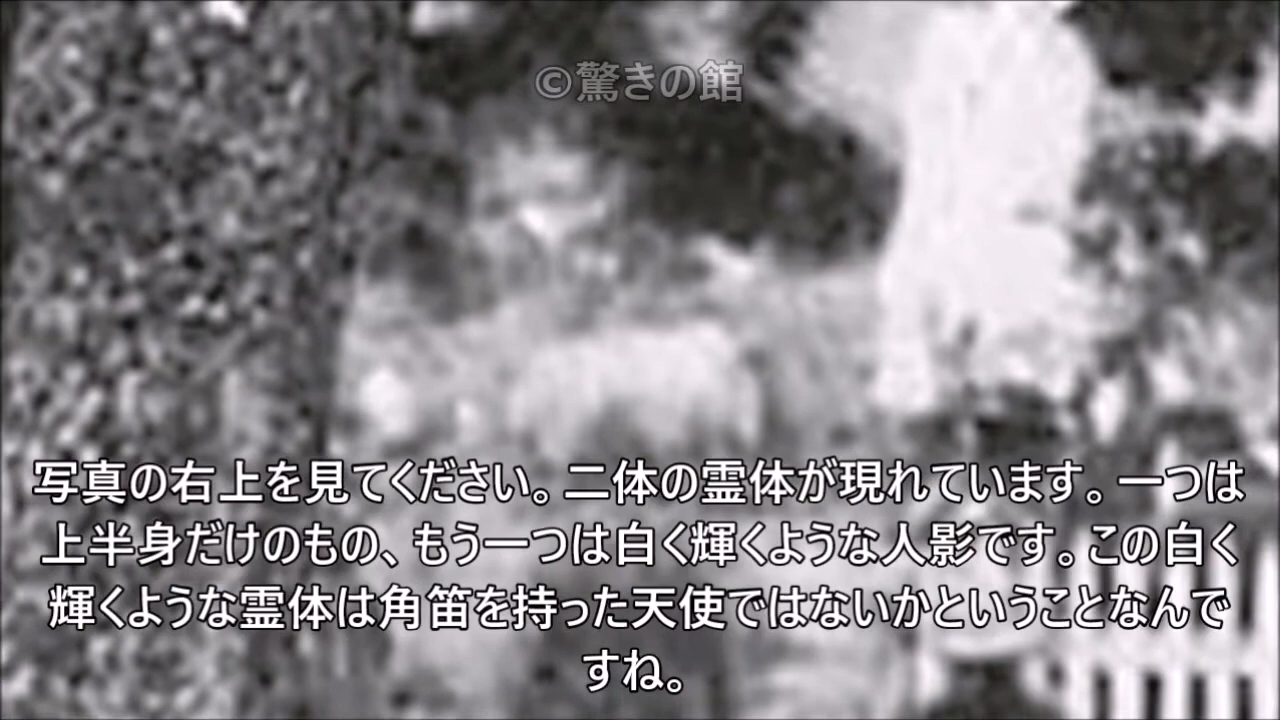 ©驚きの館
写真の右上を見てください。二体の霊体が現れています。一つは
上半身だけのもの、もう一つは白く輝くような人影です。この白く
輝くような霊体は角笛を持った天使ではないかということなんで
すね。